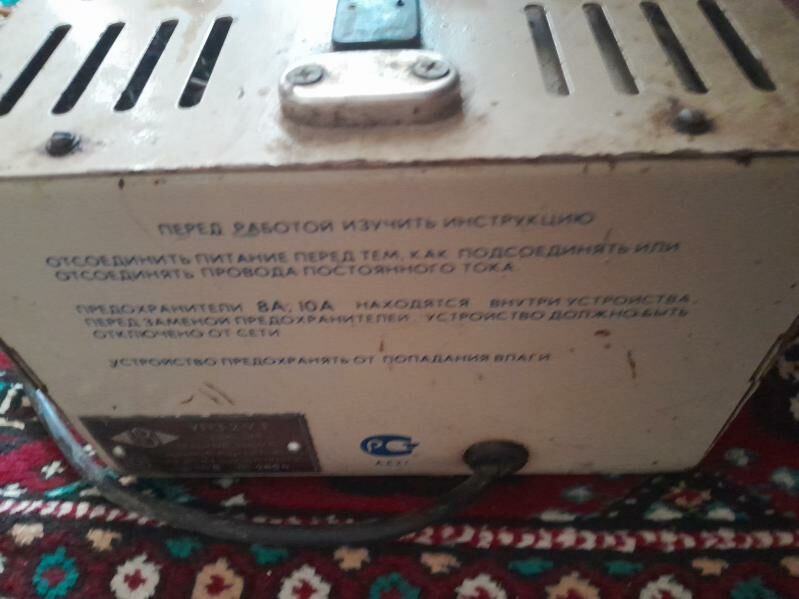 ПЕРЕД РАБОТОЙ ИЗУЧИТЬ ИНСТРУКЦИЮ
ОТСОЕДИНИТЬ ПИТАНИЕ ПЕРЕД ТЕМ, КАК ПОДСОЕДИНЯТЬ ИЛИ
ОТСОЕДИНЯТЬ ПРОВОДА ПОСТОЯННОГО ТОКА
ПРЕДОХРАНИТЕЛИ 8А; 10А НАХОДЯТСЯ ВНУТРИ УСТРОЙСТВА.
ПЕРЕД ЗАМЕНОЙ ПРЕДОХРАНИТЕЛЕЙ УСТРОЙСТВО ДОЛЖНО БЫТЬ
ОТКЛЮЧЕНО ОТ СЕТИ
УСТРОЙСТВО ПРЕДОХРАНЯТЬ ОТ ПОПАДАНИЯ ВЛАГИ